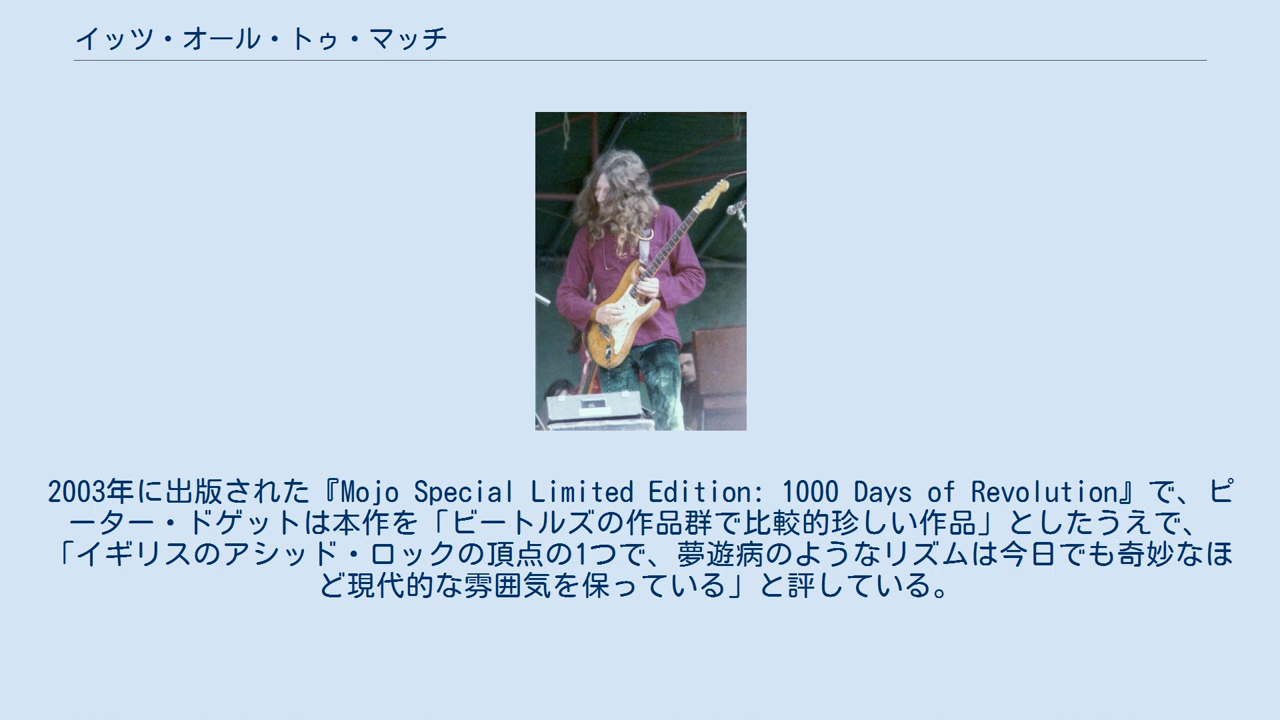 イッツ・オール・トゥ・マッチ
2003年に出版された『Mojo Special Limited Edition: 1000 Days of Revolution』で、ピ
ーター・ドゲットは本作を「ビートルズの作品群で比較的珍しい作品」としたうえで、
「イギリスのアシッド・ロックの頂点の1つで、夢遊病のようなリズムは今日でも奇妙なほ
ど現代的な雰囲気を保っている」と評している。